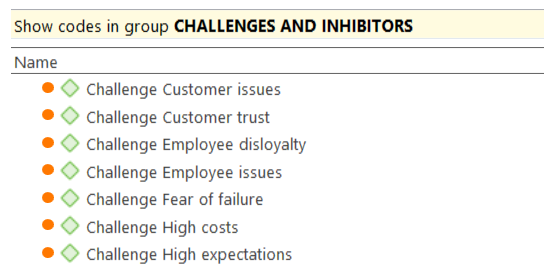 Show codes in group CHALLENGES AND INHIBITORS
Name
Challenge Customer issues
Challenge Customer trust
Challenge Employee disloyalty
Challenge Employee issues
Challenge Fear of failure
Challenge High costs
Challenge High expectations